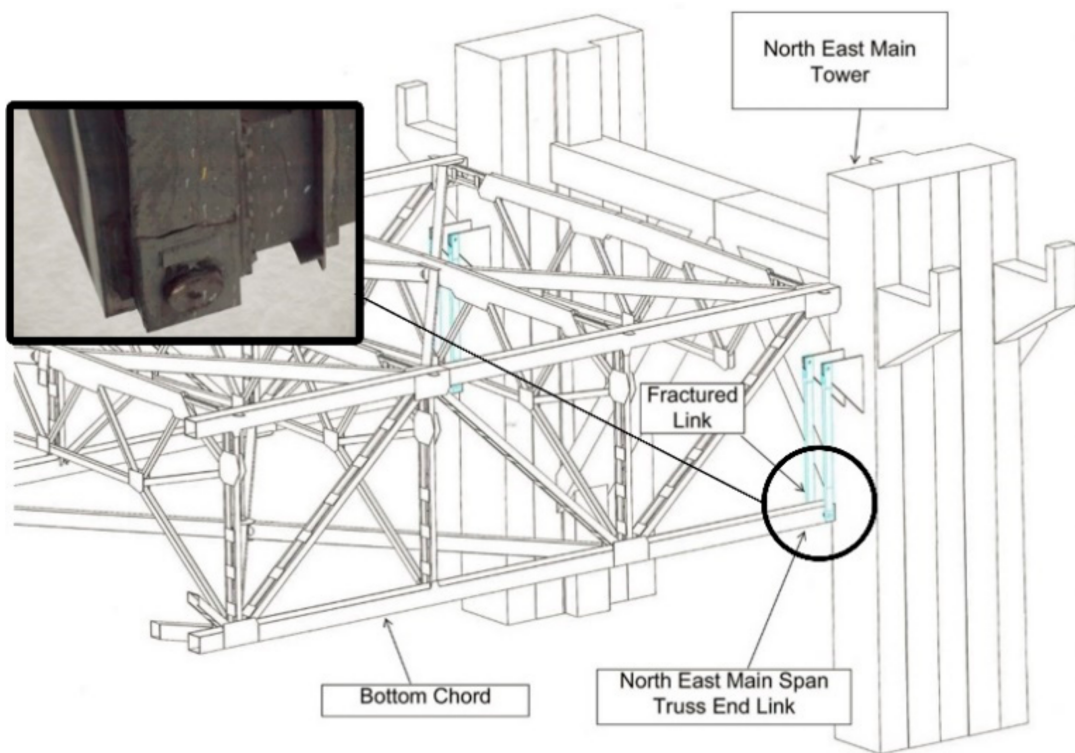 North East Main
Tower
Fractured
Link
Bottom Chord
North East Main Span
Truss End Link